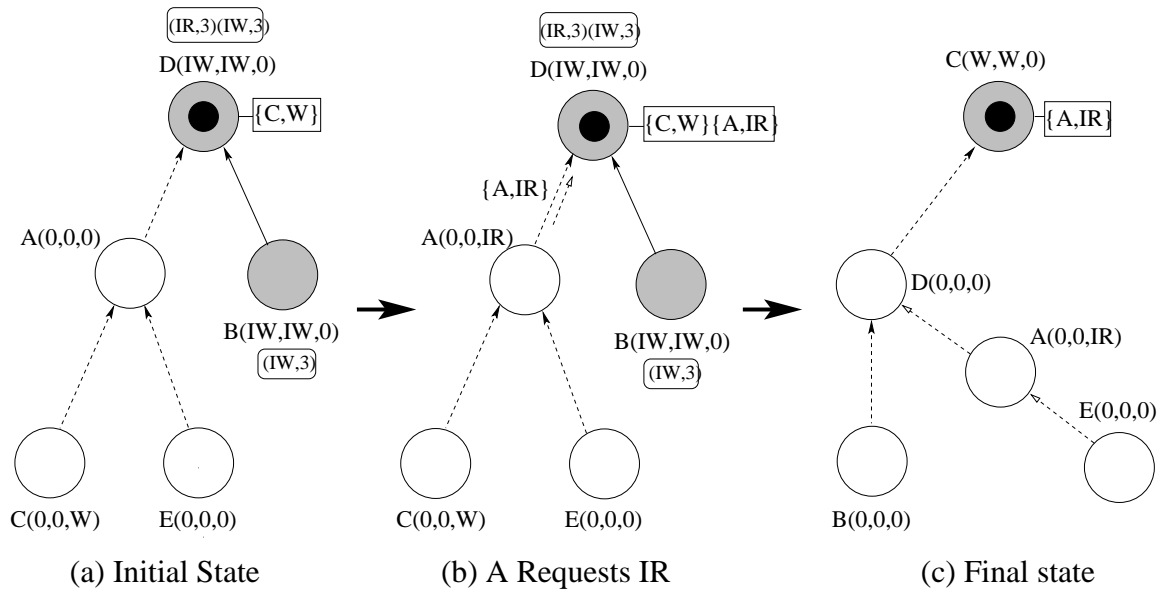 (IR,3)(IW,3)
D(IW,IW,0)
{C,W}
A(0,0,0)
B(IW,IW,0)
(IW,3)
C(0,0,W)
E(0,0,0)
(a) Initial State
(IR,3)(IW,3)
D(IW,IW,0)
{C,W}{A,IR}
{A,IR}
A(0,0,IR)
B(IW,IW,0)
(IW,3)
C(0,0,W)
E(0,0,0)
(b) A Requests IR
C(W,W,0)
{A,IR}
D(0,0,0)
A(0,0,IR)
E(0,0,0)
B(0,0,0)
(c) Final state